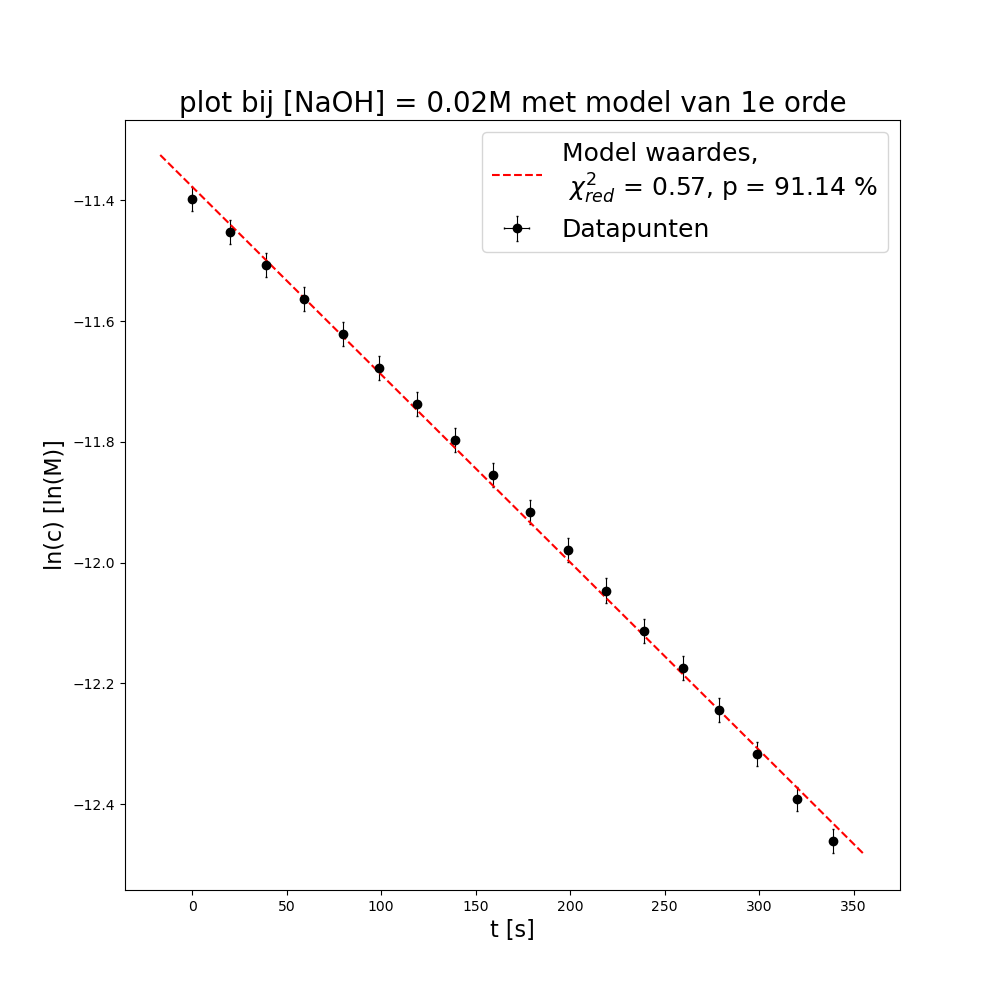 plot bij [NaOH] = 0.02M met model van 1e orde
Model waardes,
χ²_red = 0.57, p = 91.14 %
Datapunten
−11.4
−11.6
−11.8
−12.0
−12.2
−12.4
ln(c) [ln(M)]
0 50 100 150 200 250 300 350
t [s]